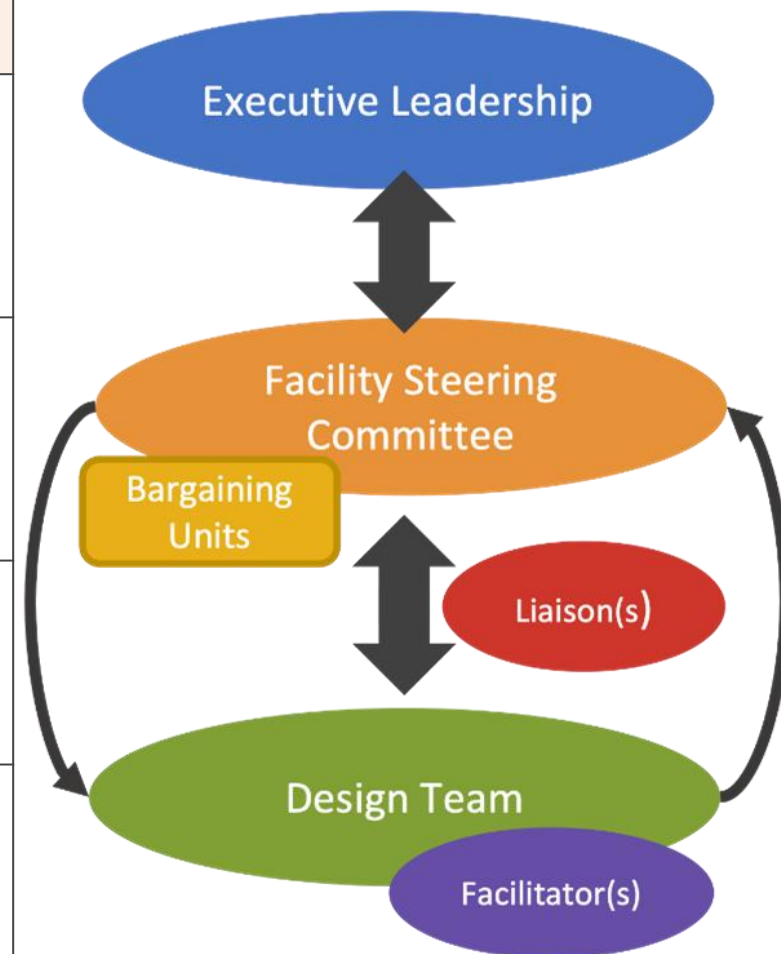 Executive Leadership
Facility Steering
Committee
Bargaining
Units
Liaison(s)
Design Team
Facilitator(s)